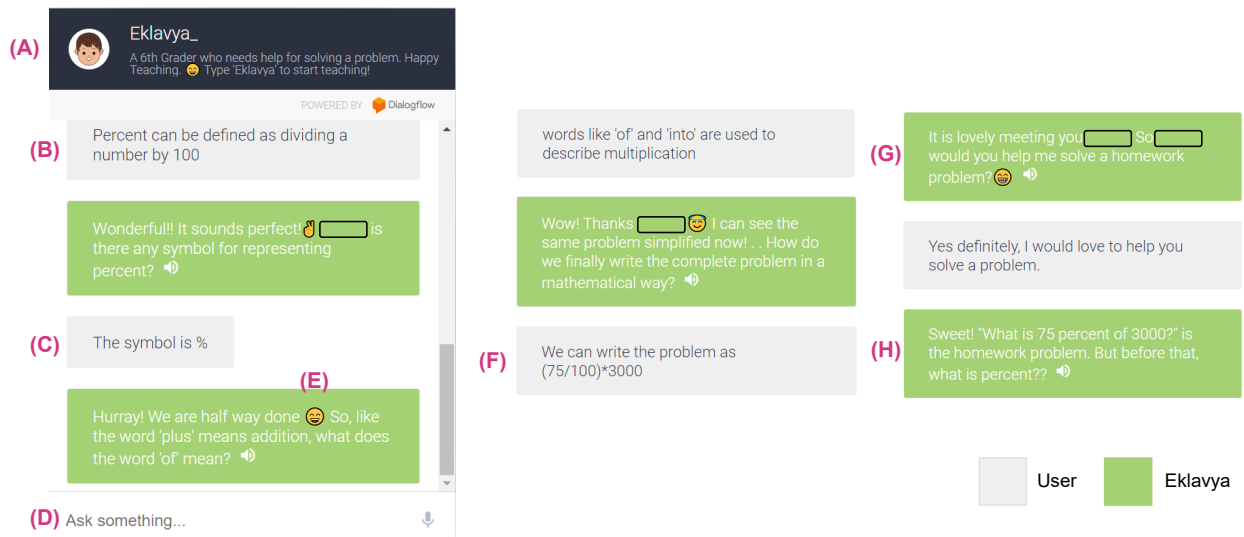 (A)
Eklavya_
A 6th Grader who needs help for solving a problem. Happy
Teaching. 😄 Type 'Eklavya' to start teaching!
POWERED BY Dialogflow
(B)
Percent can be defined as dividing a
number by 100
Wonderful!! It sounds perfect!✌ is
there any symbol for representing
percent?
(C)
The symbol is %
(E)
Hurray! We are half way done 😄 So, like
the word 'plus' means addition, what does
the word 'of' mean?
(D) Ask something...
words like 'of' and 'into' are used to
describe multiplication
Wow! Thanks 😇 I can see the
same problem simplified now! . . How do
we finally write the complete problem in a
mathematical way?
(F)
We can write the problem as
(75/100)*3000
(G)
It is lovely meeting you So
would you help me solve a homework
problem?😁
Yes definitely, I would love to help you
solve a problem.
(H)
Sweet! "What is 75 percent of 3000?" is
the homework problem. But before that,
what is percent??
User
Eklavya